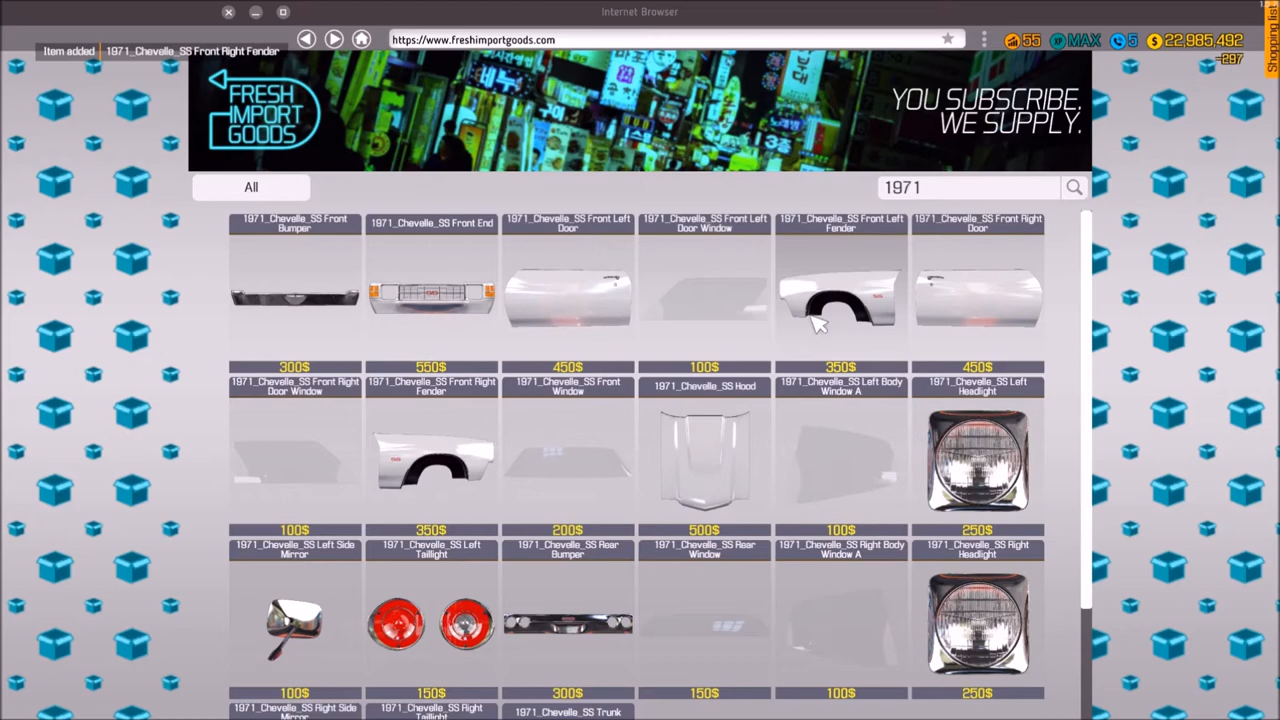 Internet Browser
Shopping list
https://www.freshimportgoods.com
55
MAX
5
$ 22,985,492
-297
Item added 1971_Chevelle_SS Front Right Fender
FRESH
IMPORT
GOODS
YOU SUBSCRIBE.
WE SUPPLY.
All
1971
1971_Chevelle_SS Front
Bumper
1971_Chevelle_SS Front End
1971_Chevelle_SS Front Left
Door
1971_Chevelle_SS Front Left
Door Window
1971_Chevelle_SS Front Left
Fender
1971_Chevelle_SS Front Right
Door
300$
550$
450$
100$
350$
450$
1971_Chevelle_SS Front Right
Door Window
1971_Chevelle_SS Front Right
Fender
1971_Chevelle_SS Front
Window
1971_Chevelle_SS Hood
1971_Chevelle_SS Left Body
Window A
1971_Chevelle_SS Left
Headlight
100$
350$
200$
500$
100$
250$
1971_Chevelle_SS Left Side
Mirror
1971_Chevelle_SS Left
Taillight
1971_Chevelle_SS Rear
Bumper
1971_Chevelle_SS Rear
Window
1971_Chevelle_SS Right Body
Window A
1971_Chevelle_SS Right
Headlight
100$
150$
300$
150$
100$
250$
1971_Chevelle_SS Right Side
Mirror
1971_Chevelle_SS Right
Taillight
1971_Chevelle_SS Trunk